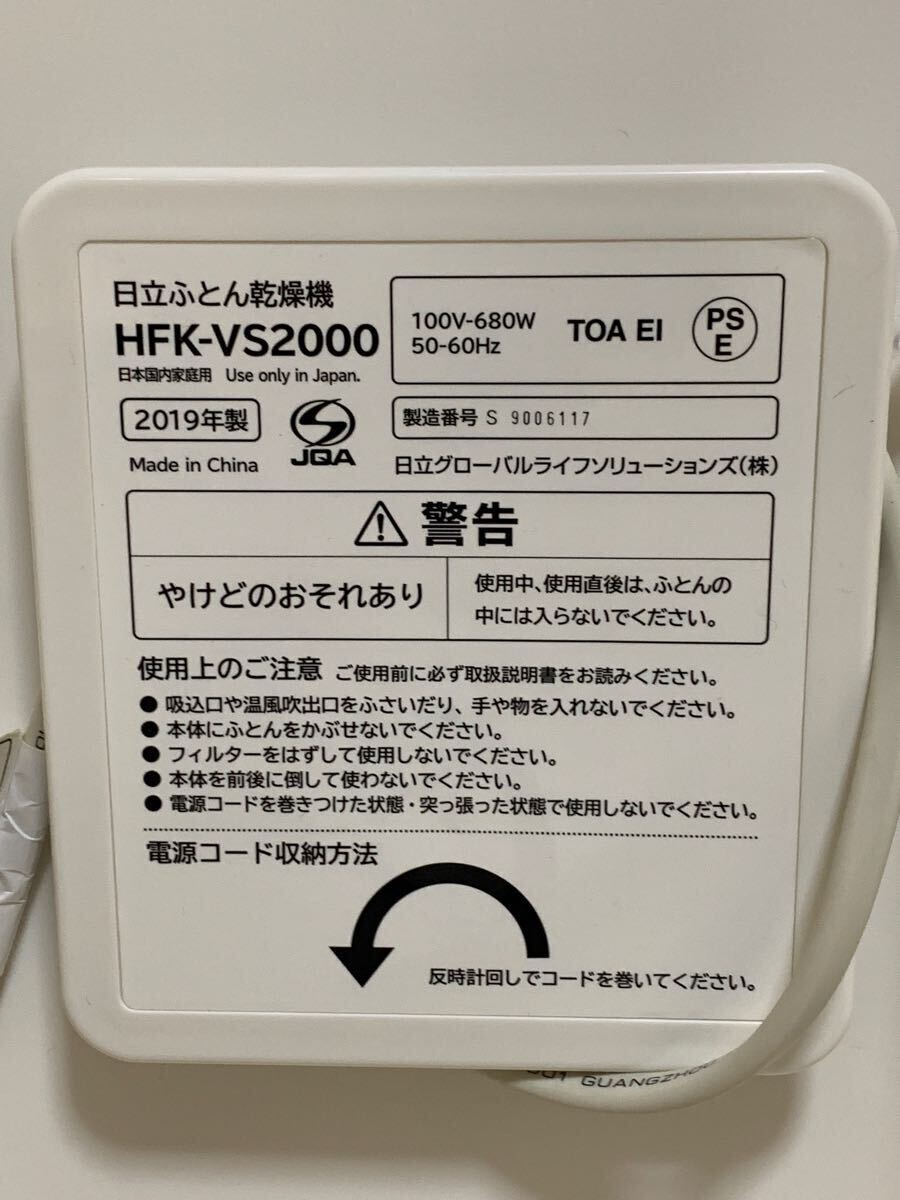 日立ふとん乾燥機
HFK-VS2000
日本国内家庭用 Use only in Japan.
100V-680W
50-60Hz
TOA EI
PS
E
2019年製
JQA
製造番号 S 9006117
Made in China
日立グローバルライフソリューションズ(株)
警告
やけどのおそれあり
使用中、使用直後は、ふとんの
中には入らないでください。
使用上のご注意 ご使用前に必ず取扱説明書をお読みください。
● 吸込口や温風吹出口をふさいだり、手や物を入れないでください。
● 本体にふとんをかぶせないでください。
● フィルターをはずして使用しないでください。
● 本体を前後に倒して使わないでください。
● 電源コードを巻きつけた状態・突っ張った状態で使用しないでください。
電源コード収納方法
反時計回しでコードを巻いてください。